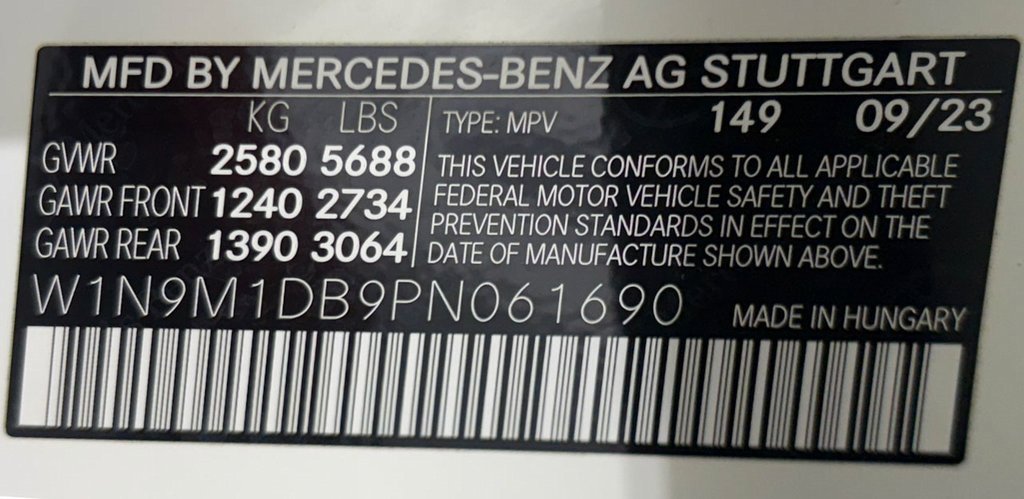 MFD BY MERCEDES-BENZ AG STUTTGART
KG LBS
GVWR 2580 5688
GAWR FRONT 1240 2734
GAWR REAR 1390 3064
TYPE: MPV 149 09/23
THIS VEHICLE CONFORMS TO ALL APPLICABLE
FEDERAL MOTOR VEHICLE SAFETY AND THEFT
PREVENTION STANDARDS IN EFFECT ON THE
DATE OF MANUFACTURE SHOWN ABOVE.
W1N9M1DB9PN061690
MADE IN HUNGARY